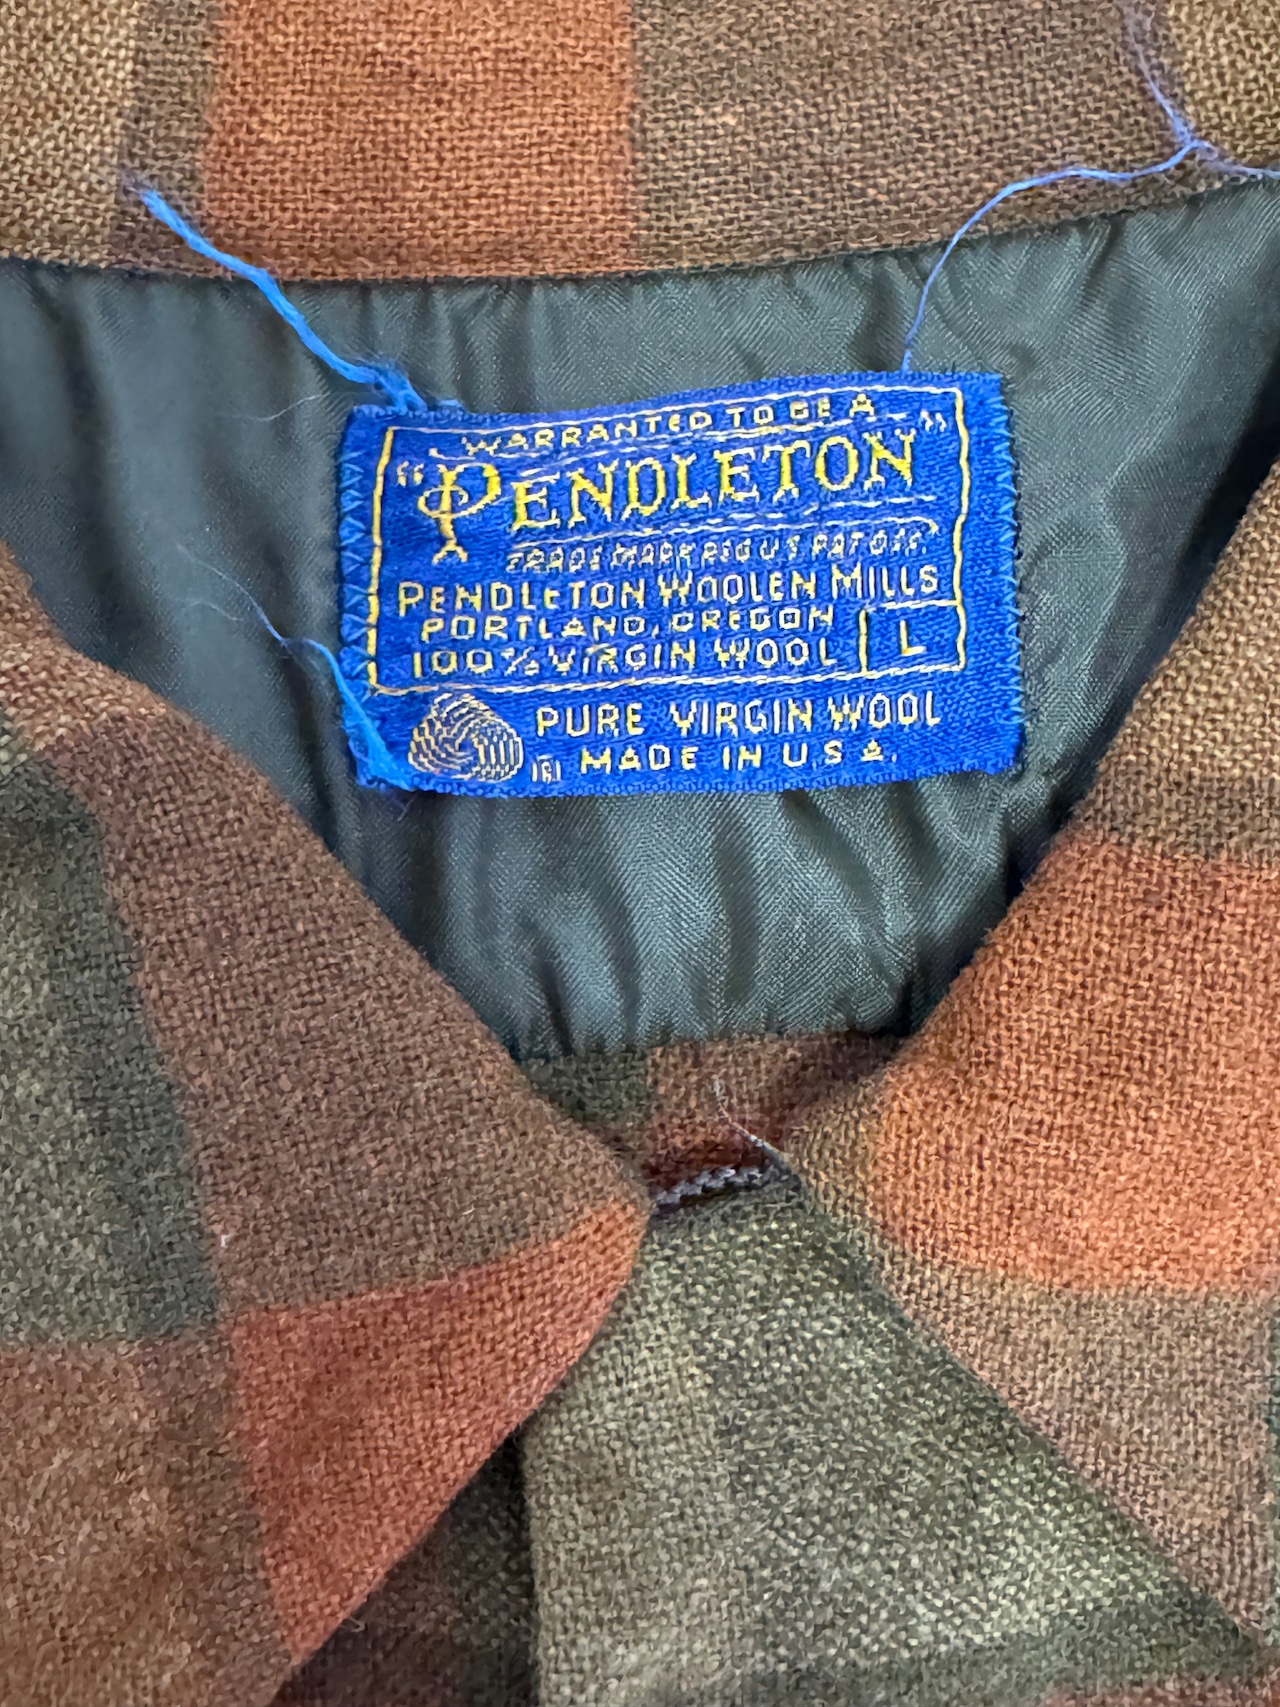 WARRANTED TO BE A
"PENDLETON"
TRADE MARK REG U.S. PAT OFF.
PENDLETON WOOLEN MILLS
PORTLAND, OREGON
100% VIRGIN WOOL L
PURE VIRGIN WOOL
® MADE IN U.S.A.